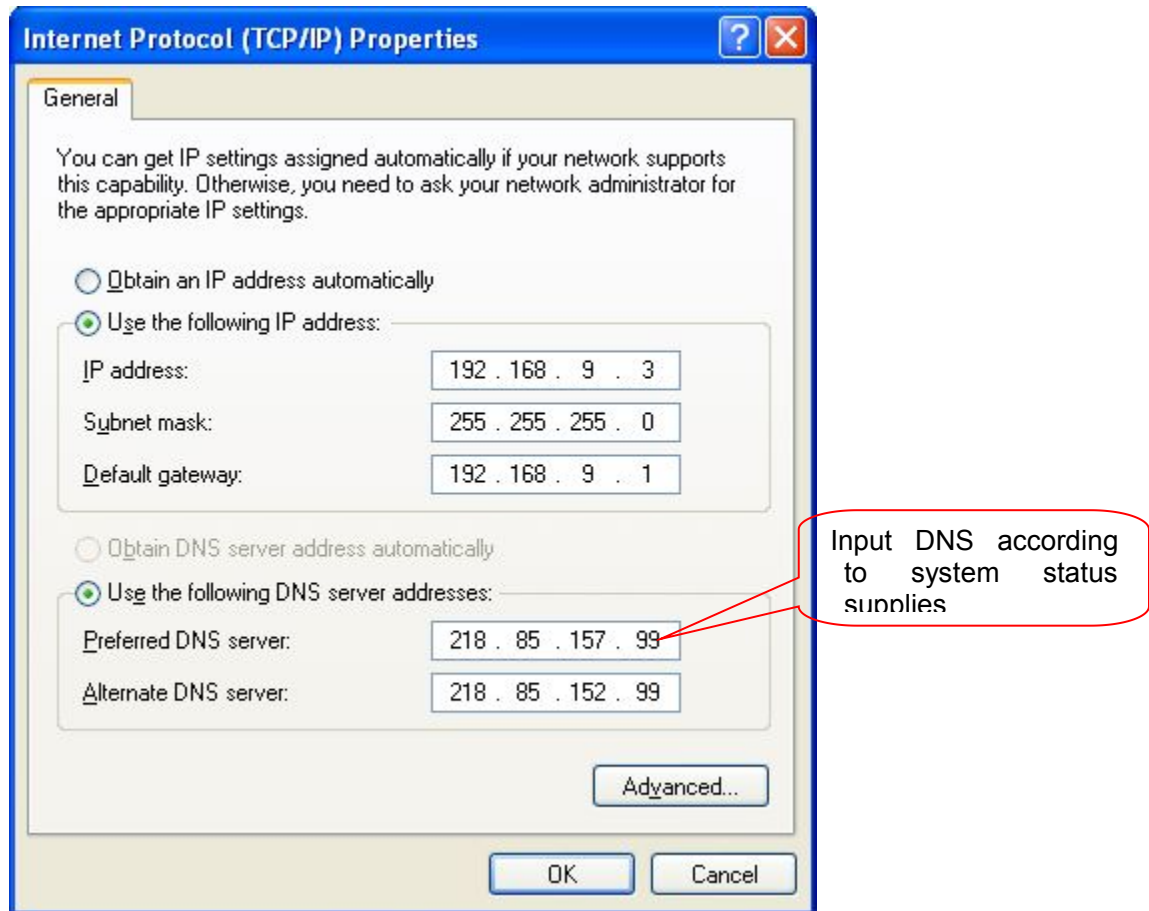 Internet Protocol (TCP/IP) Properties
General
You can get IP settings assigned automatically if your network supports
this capability. Otherwise, you need to ask your network administrator for
the appropriate IP settings.
Obtain an IP address automatically
Use the following IP address:
IP address: 192 . 168 . 9 . 3
Subnet mask: 255 . 255 . 255 . 0
Default gateway: 192 . 168 . 9 . 1
Obtain DNS server address automatically
Use the following DNS server addresses:
Preferred DNS server: 218 . 85 . 157 . 99
Alternate DNS server: 218 . 85 . 152 . 99
Input DNS according
to system status
supplies
Advanced...
OK Cancel